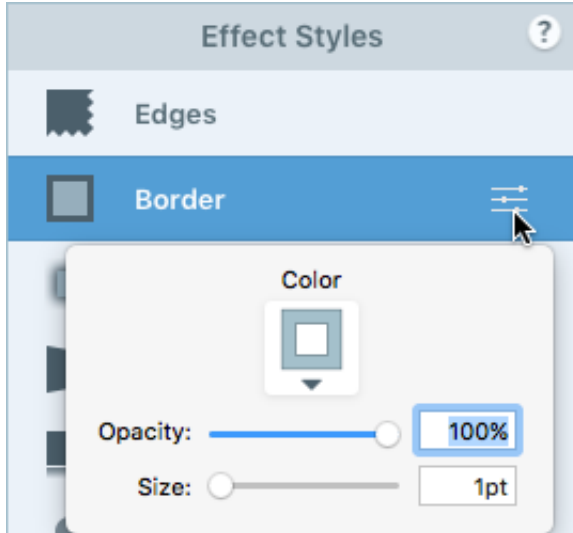 Effect Styles ?
Edges
Border
Color
Opacity: 100%
Size: 1pt